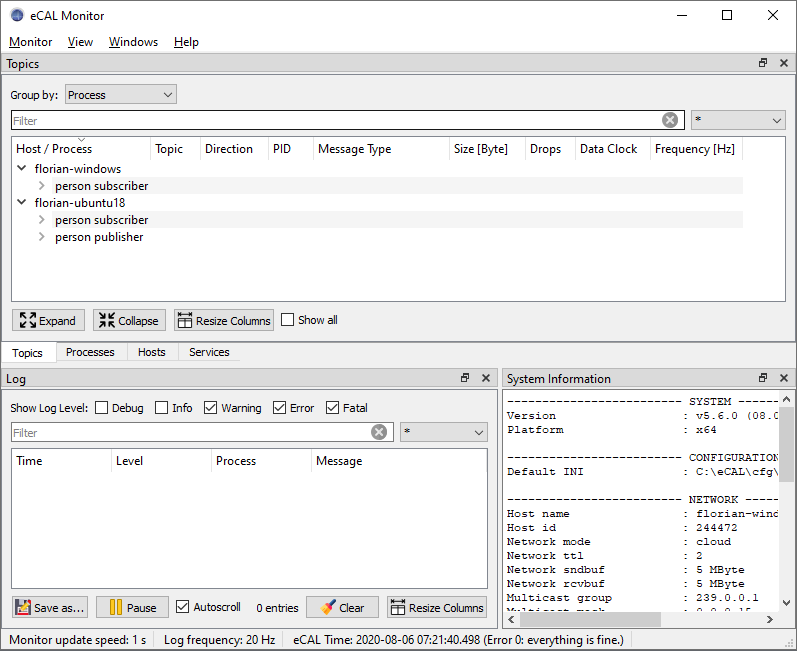 eCAL Monitor
Monitor View Windows Help
Topics
Group by: Process
Filter *
Host / Process Topic Direction PID Message Type Size [Byte] Drops Data Clock Frequency [Hz]
florian-windows
person subscriber
florian-ubuntu18
person subscriber
person publisher
Expand Collapse Resize Columns Show all
Topics Processes Hosts Services
Log
Show Log Level: Debug Info Warning Error Fatal
Filter *
Time Level Process Message
Save as... Pause Autoscroll 0 entries Clear Resize Columns
System Information
------------------------- SYSTEM ------
Version : v5.6.0 (08.0
Platform : x64
------------------------- CONFIGURATION
Default INI : C:\eCAL\cfg\
------------------------- NETWORK -----
Host name : florian-wind
Host id : 244472
Network mode : cloud
Network ttl : 2
Network sndbuf : 5 MByte
Network rcvbuf : 5 MByte
Multicast group : 239.0.0.1
Multicast mask : 0.0.0.15
Monitor update speed: 1 s Log frequency: 20 Hz eCAL Time: 2020-08-06 07:21:40.498 (Error 0: everything is fine.)